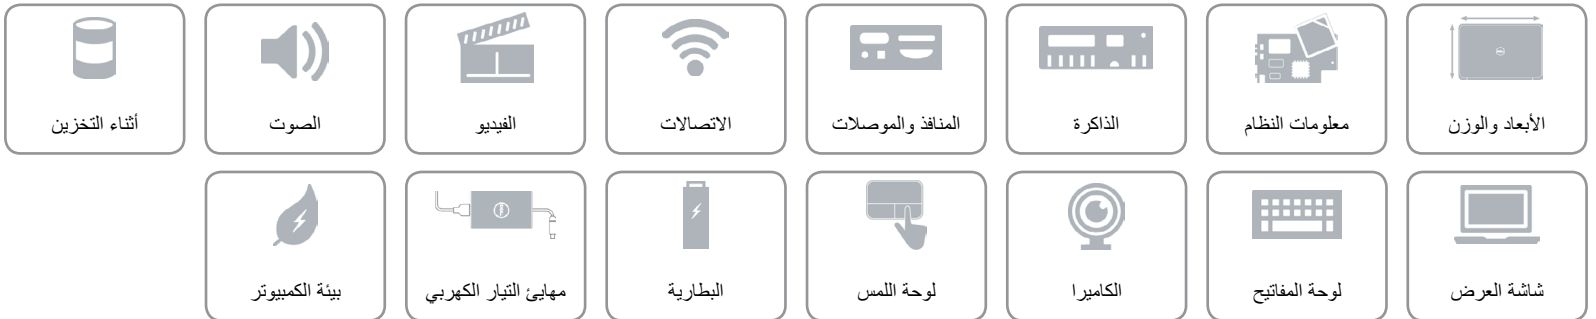 الأبعاد والوزن
معلومات النظام
الذاكرة
المنافذ والموصلات
الاتصالات
الفيديو
الصوت
أثناء التخزين
شاشة العرض
لوحة المفاتيح
الكاميرا
لوحة اللمس
البطارية
مهايئ التيار الكهربي
بيئة الكمبيوتر